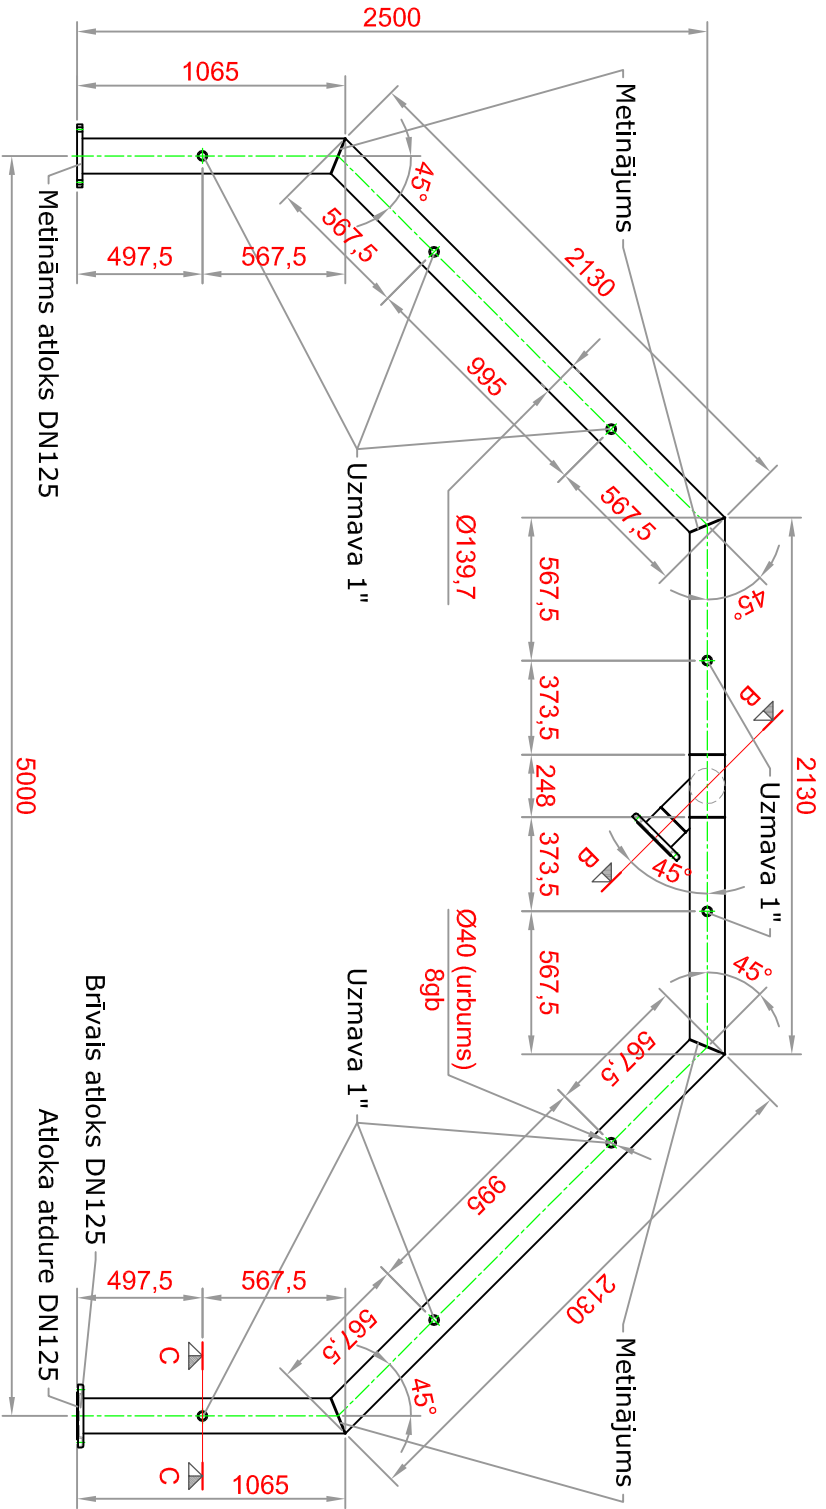 2500
1065
Metinājums
45°
567,5
2130
497,5
567,5
Metināms atloks DN125
995
Uzmava 1"
567,5
Ø139,7
567,5
45°
373,5
B
2130
248
Uzmava 1"
5000
B
45°
373,5
Ø40 (urbums)
8gb
567,5
45°
Uzmava 1"
Brīvais atloks DN125
567,5
Atloka atdure DN125
995
2130
497,5
567,5
567,5
C
Metinājums
45°
C
1065